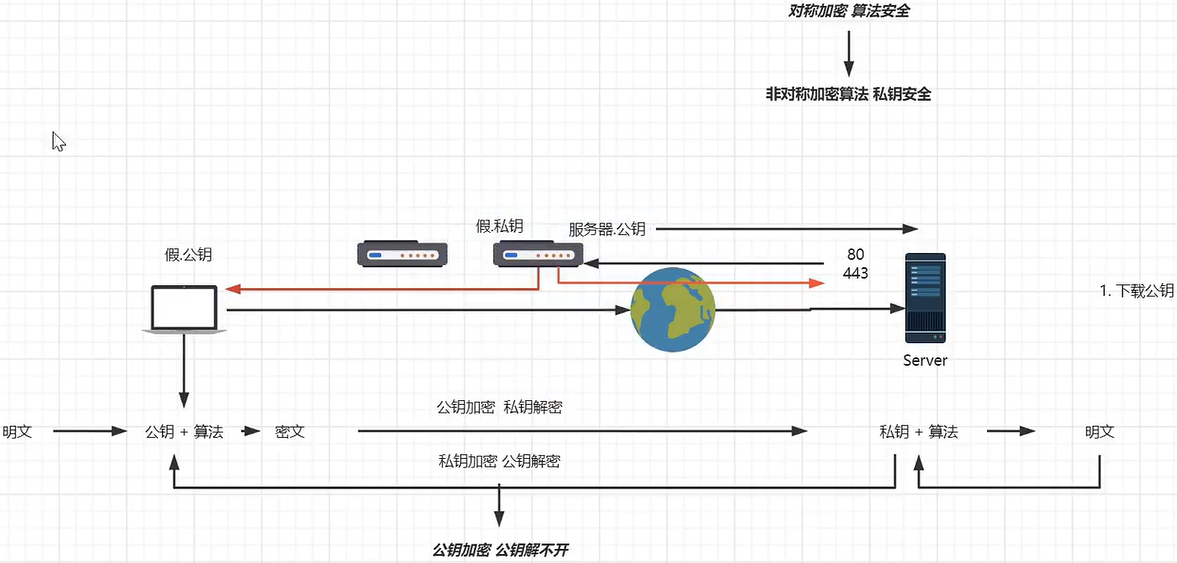 对称加密 算法安全
非对称加密算法 私钥安全
假.私钥
服务器.公钥
假.公钥
80
443
1. 下载公钥
Server
公钥加密 私钥解密
明文
公钥 + 算法
密文
私钥 + 算法
明文
私钥加密 公钥解密
公钥加密 公钥解不开